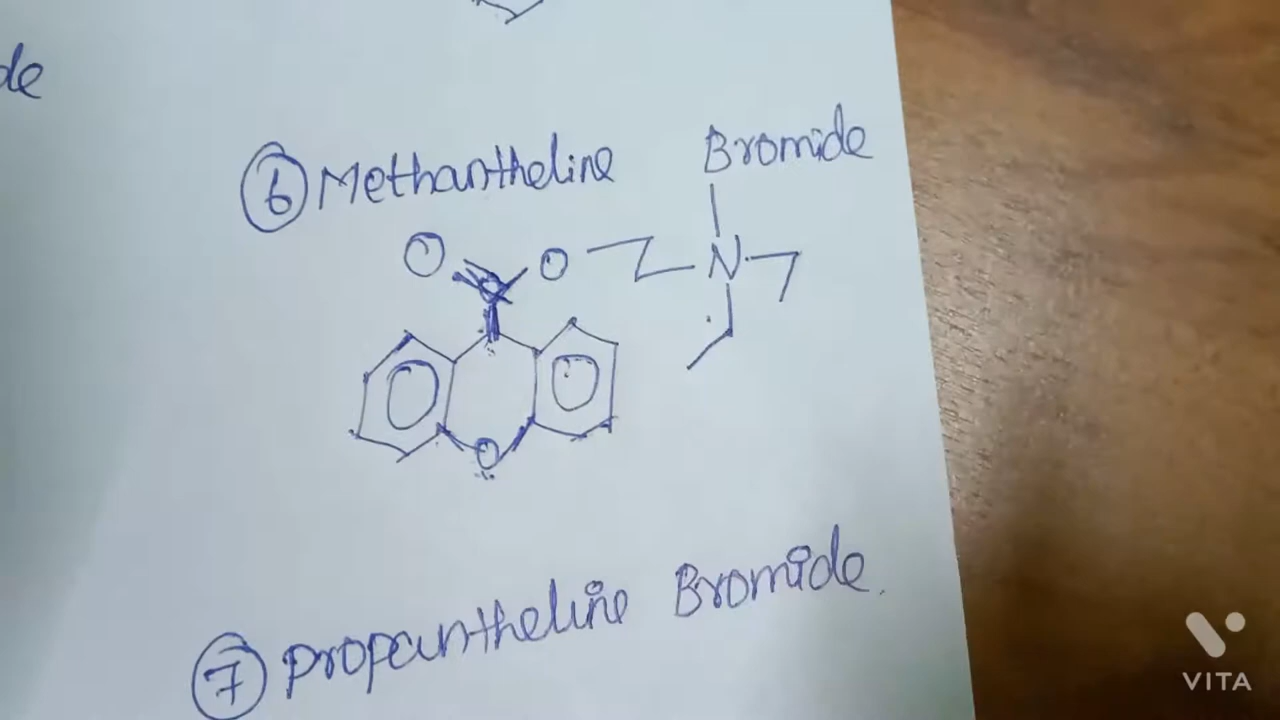 de
⑥ Methantheline Bromide
O O N
O
⑦ Propantheline Bromide.
VITA